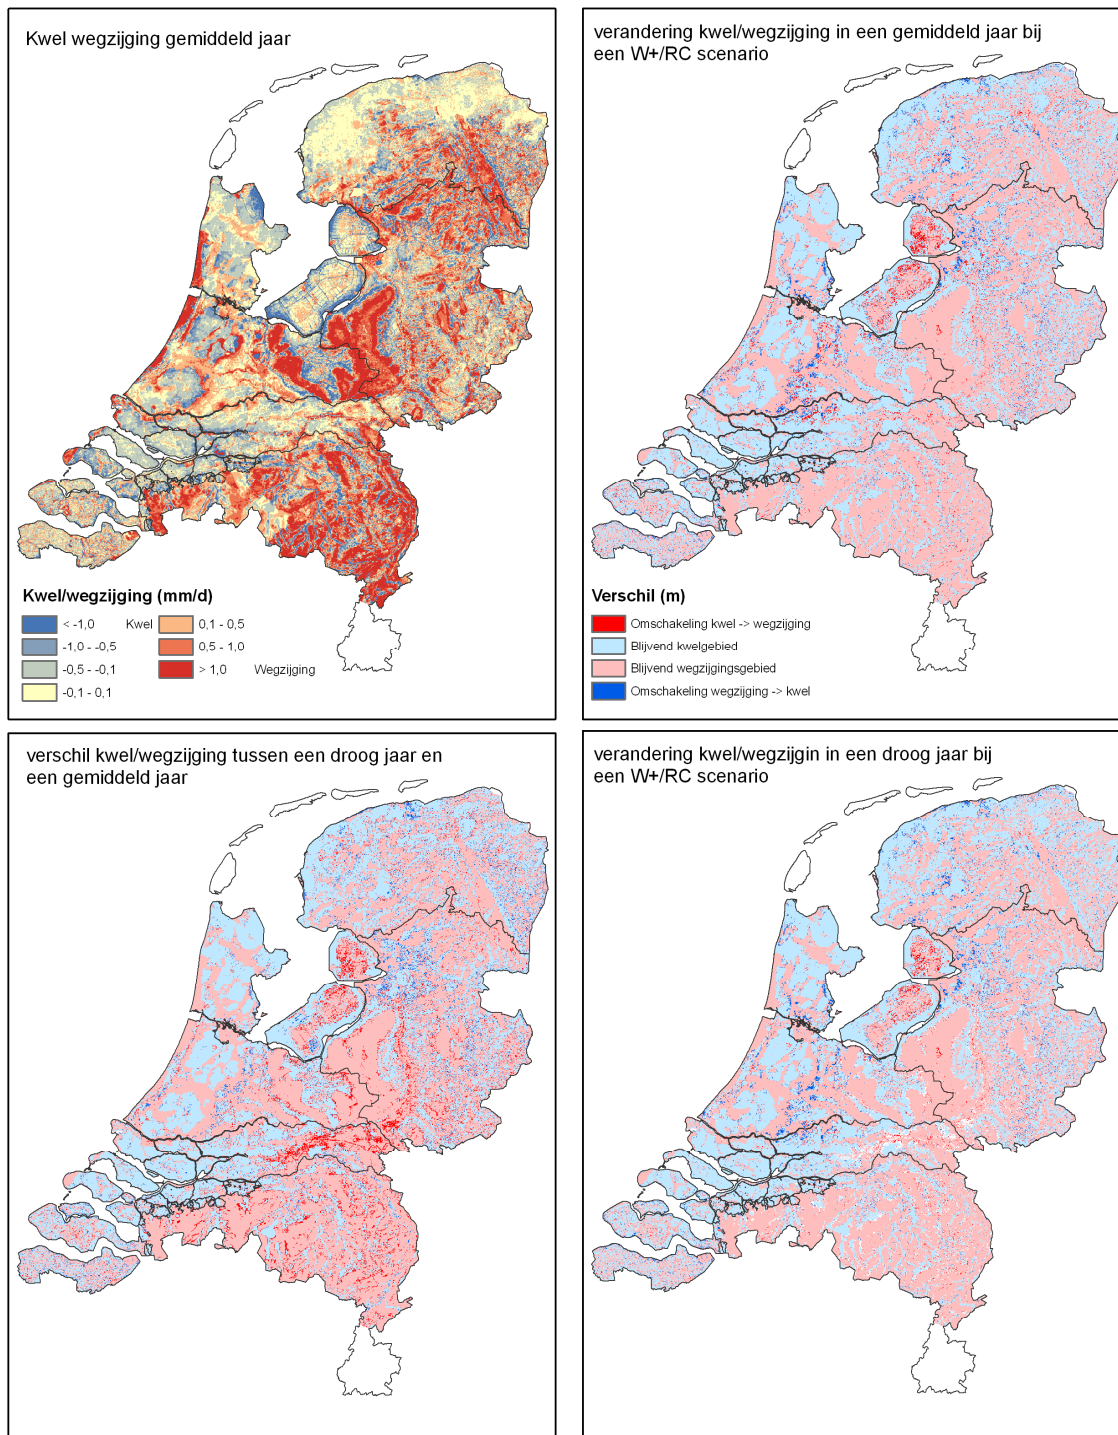 Kwel wegzijging gemiddeld jaar
Kwel/wegzijging (mm/d)
< -1,0 Kwel
-1,0 - -0,5
-0,5 - -0,1
-0,1 - 0,1
0,1 - 0,5
0,5 - 1,0
> 1,0 Wegzijging
verandering kwel/wegzijging in een gemiddeld jaar bij
een W+/RC scenario
Verschil (m)
Omschakeling kwel -> wegzijging
Blijvend kwelgebied
Blijvend wegzijgingsgebied
Omschakeling wegzijging -> kwel
verschil kwel/wegzijging tussen een droog jaar en
een gemiddeld jaar
verandering kwel/wegzijgin in een droog jaar bij
een W+/RC scenario